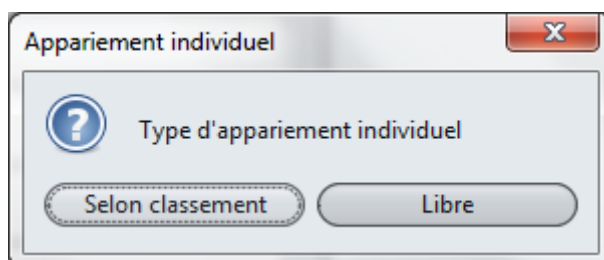 Appariement individuel
Type d'appariement individuel
Selon classement
Libre